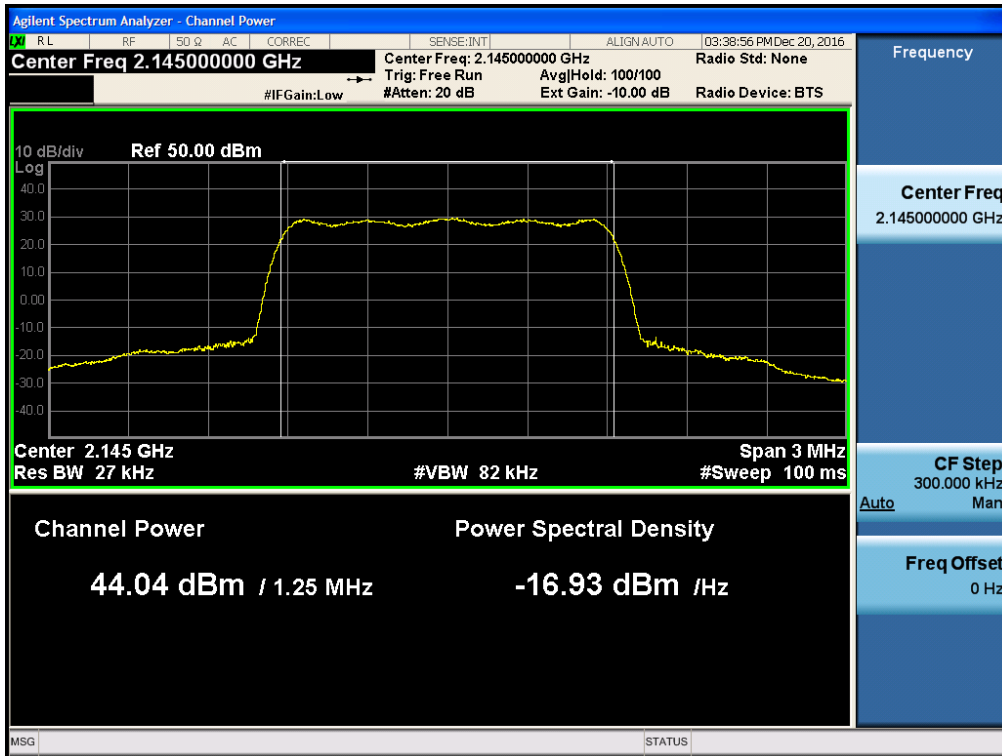 Agilent Spectrum Analyzer - Channel Power
LXI RL RF 50 Ω AC CORREC SENSE:INT ALIGN AUTO 03:38:56 PM Dec 20, 2016
Center Freq 2.145000000 GHz
Center Freq: 2.145000000 GHz
Radio Std: None
Trig: Free Run
Avg|Hold: 100/100
#IFGain:Low
#Atten: 20 dB
Ext Gain: -10.00 dB
Radio Device: BTS
10 dB/div
Ref 50.00 dBm
Log
40.0
30.0
20.0
10.0
0.00
-10.0
-20.0
-30.0
-40.0
Center 2.145 GHz
Span 3 MHz
Res BW 27 kHz
#VBW 82 kHz
#Sweep 100 ms
Channel Power
Power Spectral Density
44.04 dBm / 1.25 MHz
-16.93 dBm /Hz
MSG
STATUS
Frequency
Center Freq
2.145000000 GHz
CF Step
300.000 kHz
Auto Man
Freq Offset
0 Hz